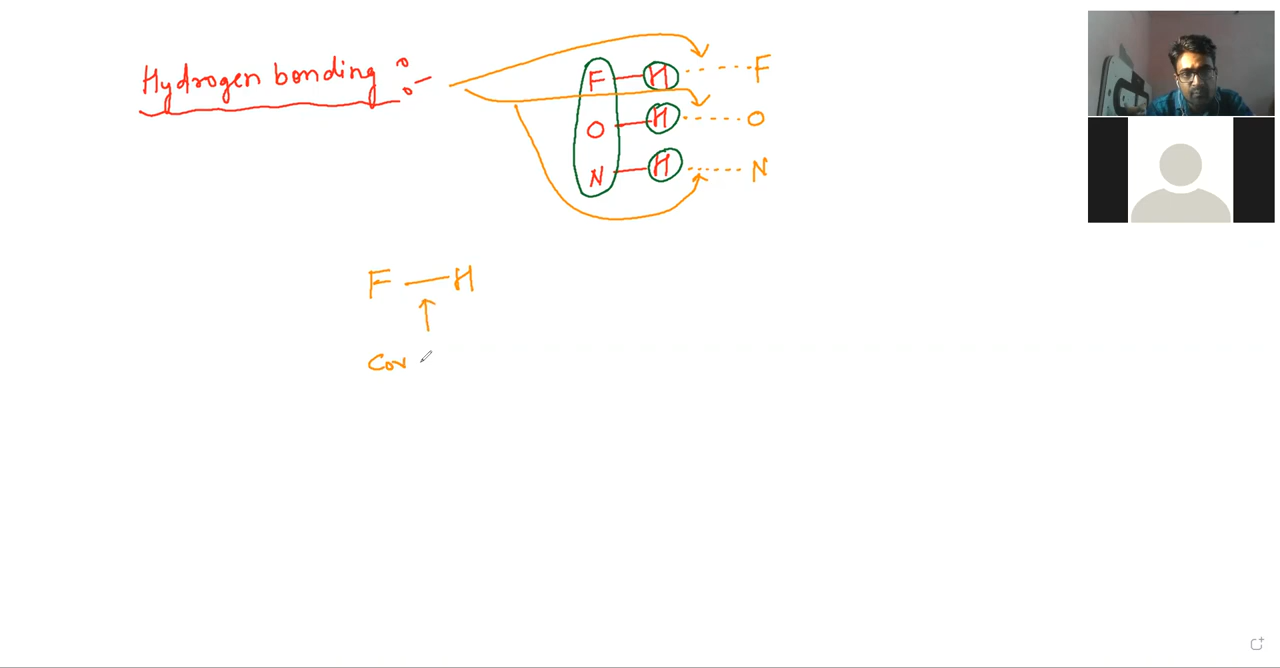 Hydrogen bonding :-
F — H ...... F
O — H ...... O
N — H ...... N
F — H
Cov